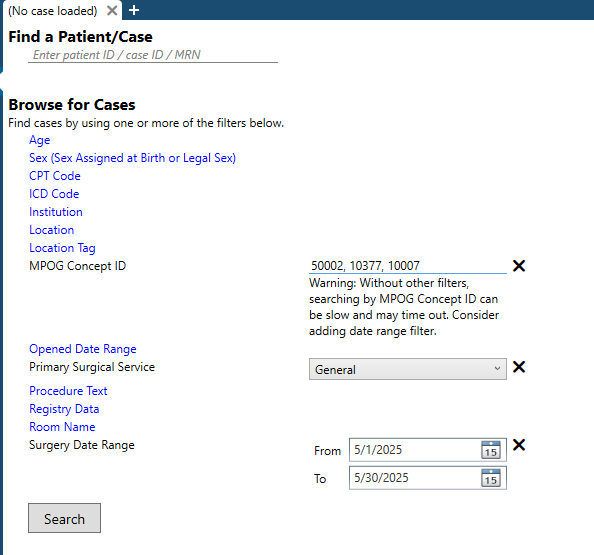 (No case loaded)
Find a Patient/Case
Enter patient ID / case ID / MRN
Browse for Cases
Find cases by using one or more of the filters below.
Age
Sex (Sex Assigned at Birth or Legal Sex)
CPT Code
ICD Code
Institution
Location
Location Tag
MPOG Concept ID 50002, 10377, 10007
Warning: Without other filters,
searching by MPOG Concept ID can
be slow and may time out. Consider
adding date range filter.
Opened Date Range
Primary Surgical Service General
Procedure Text
Registry Data
Room Name
Surgery Date Range From 5/1/2025 15
To 5/30/2025 15
Search